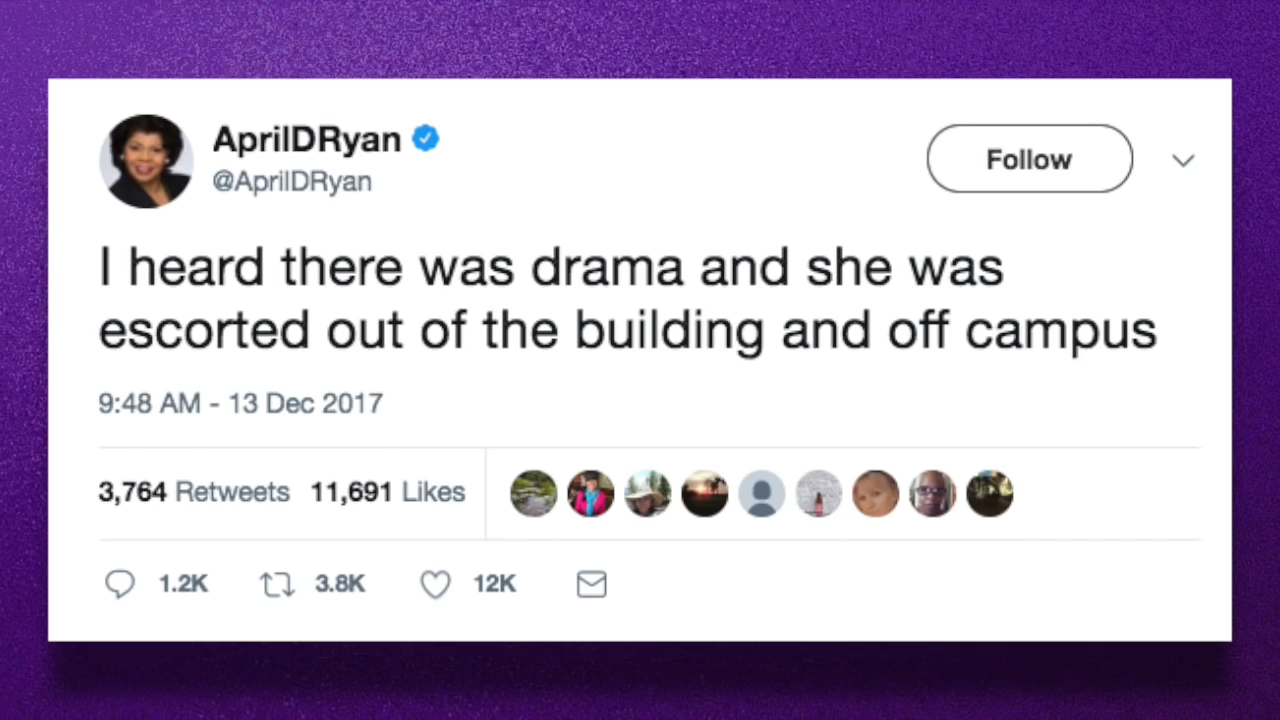 AprilDRyan
@AprilDRyan
Follow
I heard there was drama and she was
escorted out of the building and off campus
9:48 AM - 13 Dec 2017
3,764 Retweets 11,691 Likes
1.2K 3.8K 12K